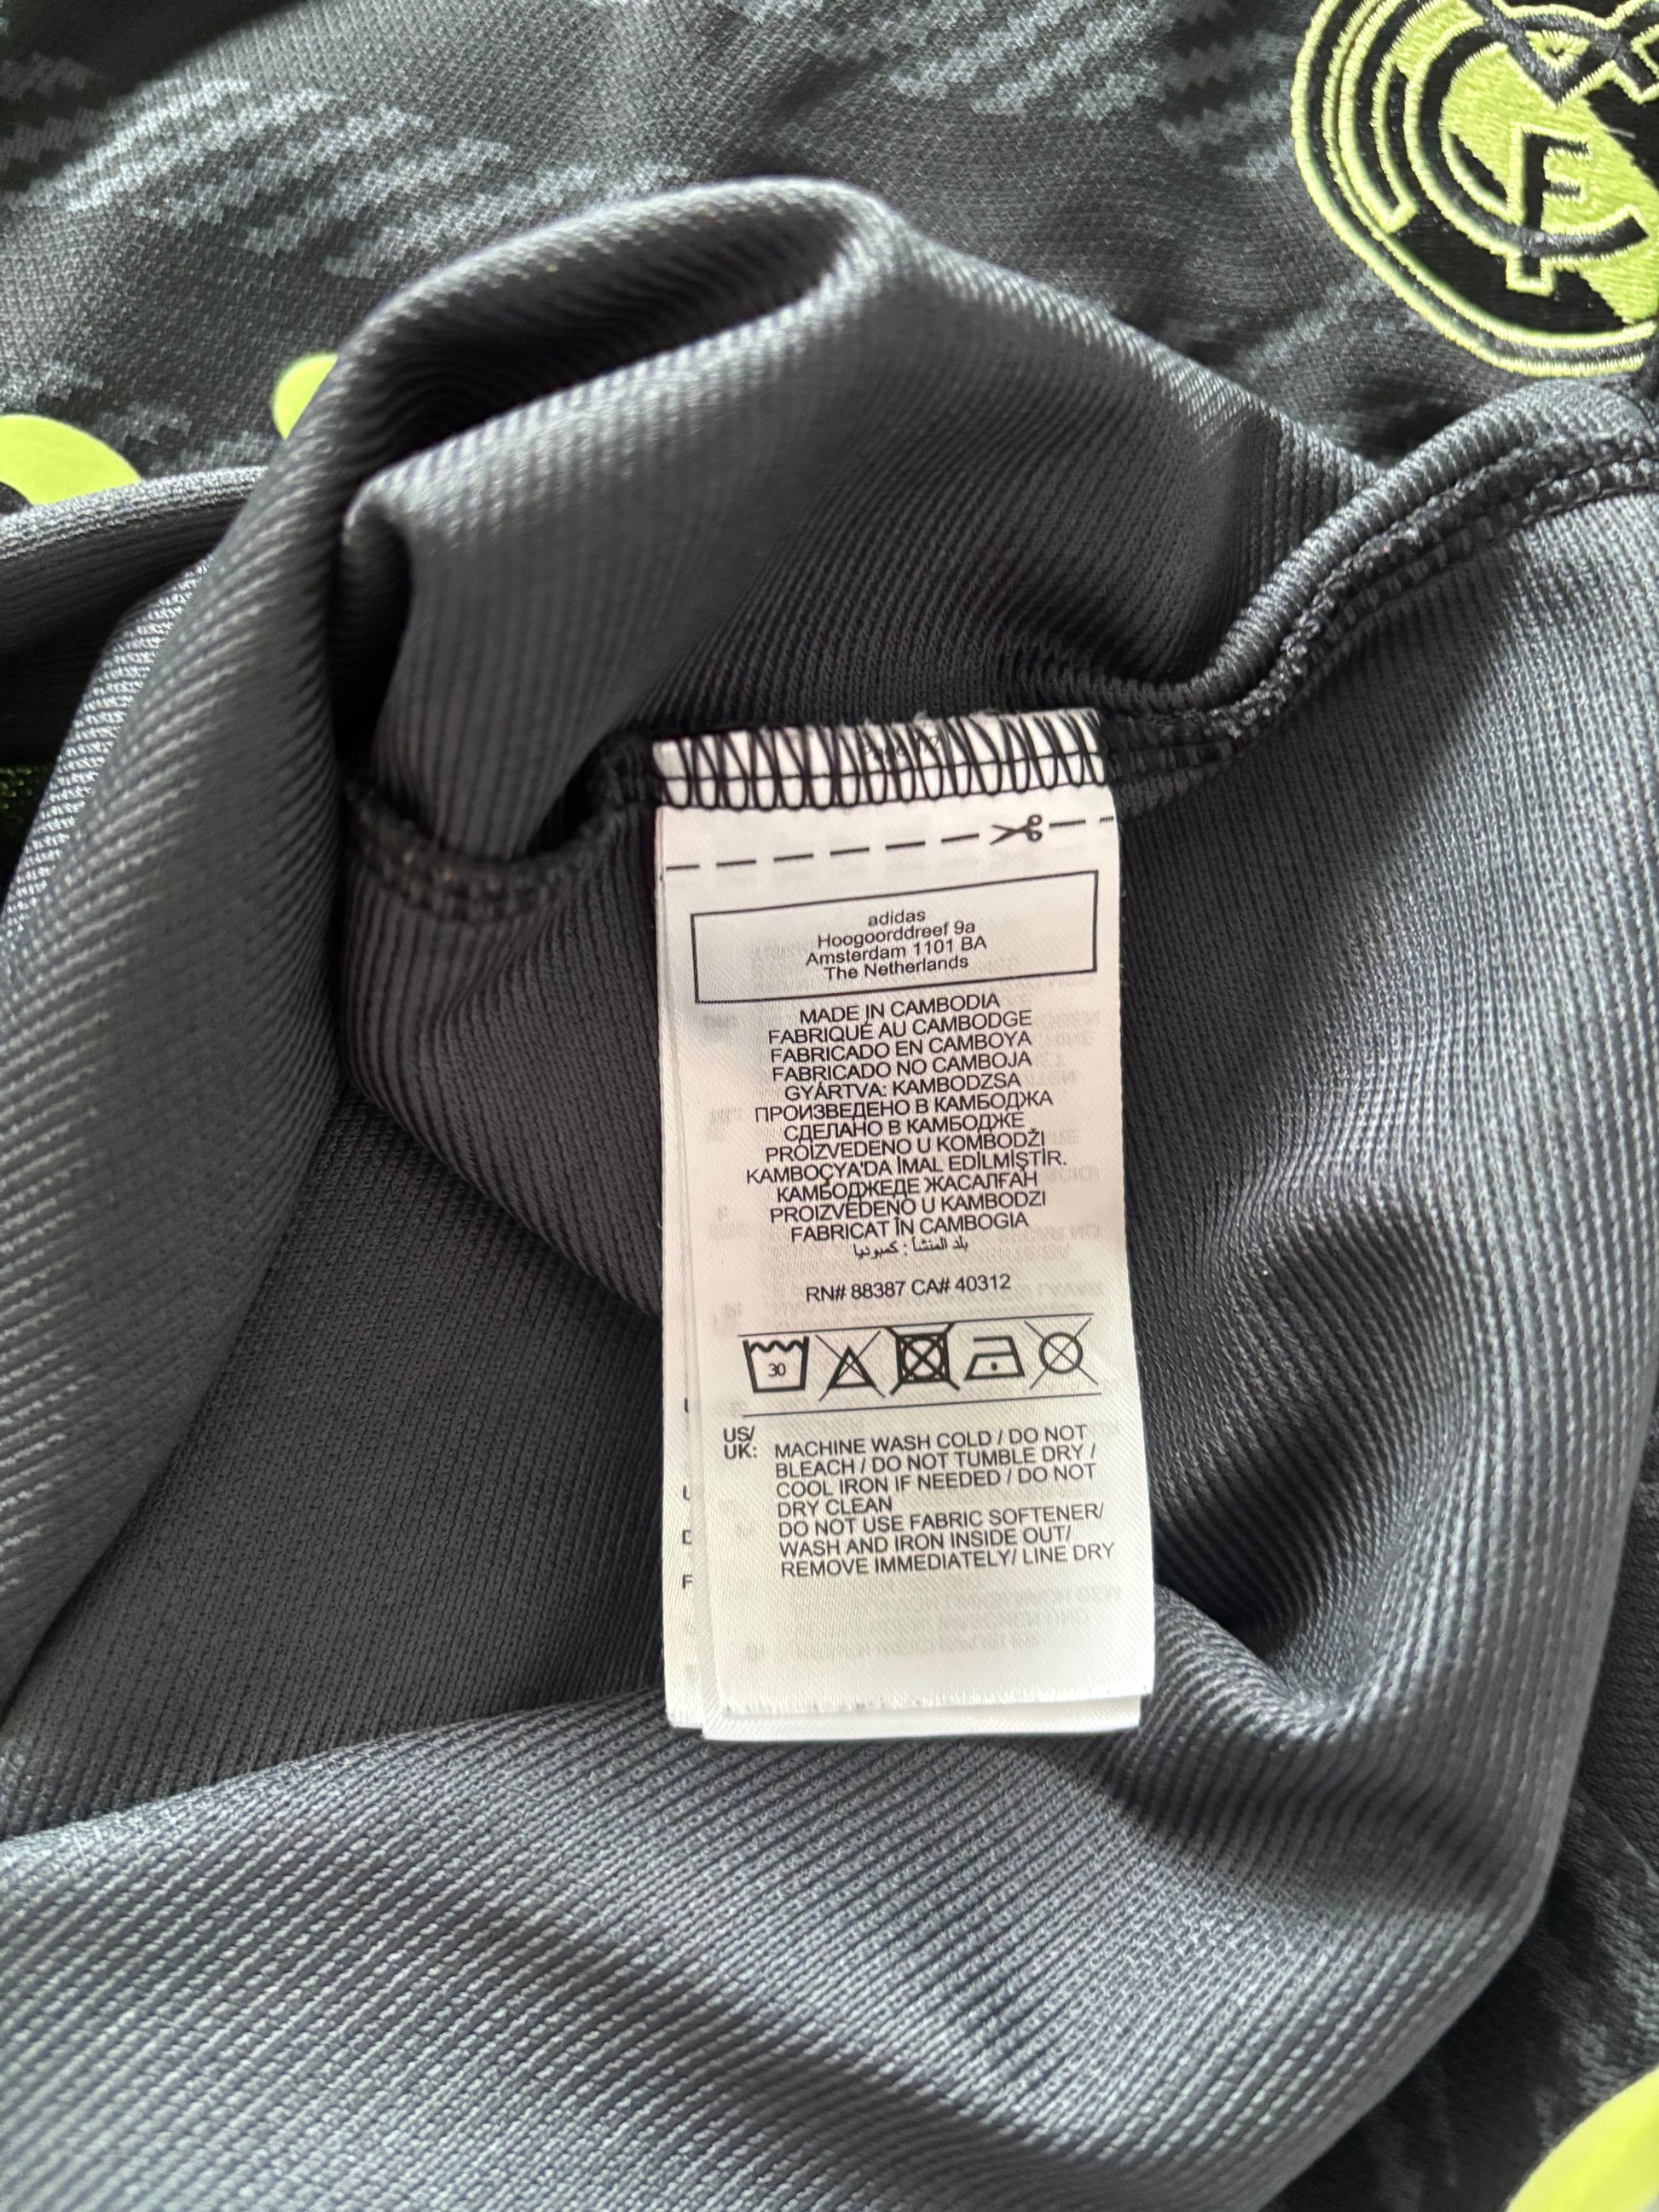 adidas
Hoogoorddreef 9a
Amsterdam 1101 BA
The Netherlands
MADE IN CAMBODIA
FABRIQUÉ AU CAMBODGE
FABRICADO EN CAMBOYA
FABRICADO NO CAMBOJA
GYÁRTVA: KAMBODZSA
ПРОИЗВЕДЕНО В КАМБОДЖА
СДЕЛАНО В КАМБОДЖЕ
PROIZVEDENO U KOMBODŽI
KAMBOÇYA'DA İMAL EDİLMİŞTİR.
КАМБОДЖЕДЕ ЖАСАЛҒАН
PROIZVEDENO U KAMBODZI
FABRICAT ÎN CAMBOGIA
بلد المنشأ : كمبوديا
RN# 88387 CA# 40312
30
US/
UK: MACHINE WASH COLD / DO NOT
BLEACH / DO NOT TUMBLE DRY /
COOL IRON IF NEEDED / DO NOT
DRY CLEAN
DO NOT USE FABRIC SOFTENER/
WASH AND IRON INSIDE OUT/
REMOVE IMMEDIATELY/ LINE DRY